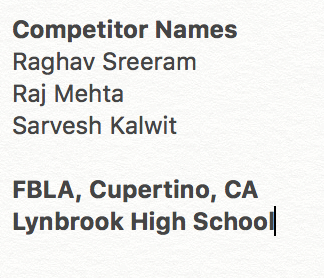 Competitor Names
Raghav Sreeram
Raj Mehta
Sarvesh Kalwit
FBLA, Cupertino, CA
Lynbrook High School